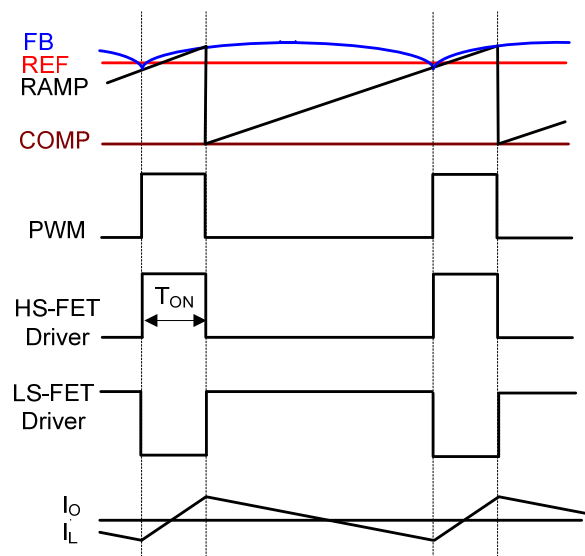 FB
REF
RAMP
COMP
PWM
HS-FET
Driver
TON
LS-FET
Driver
IO
IL